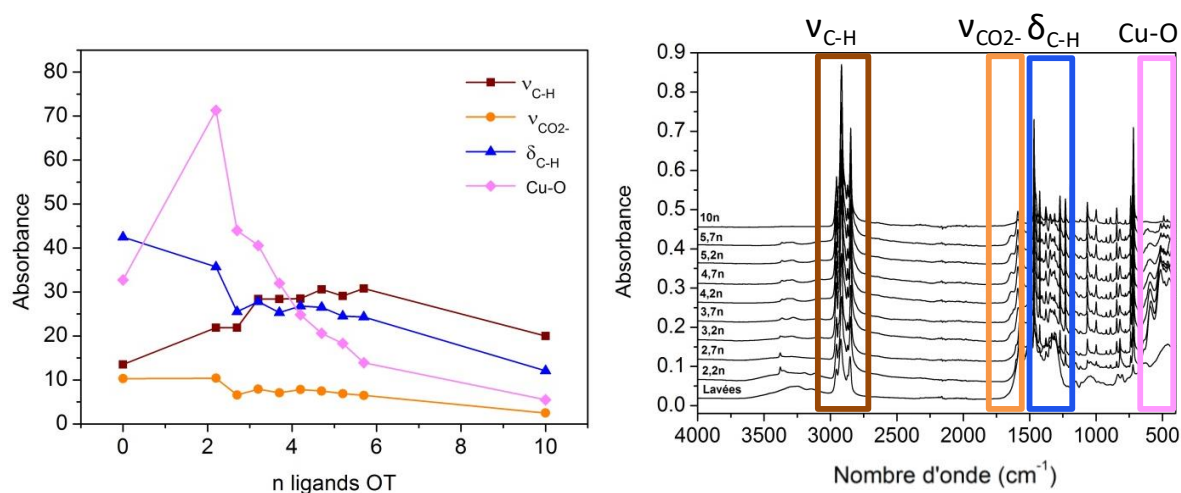 80
70
60
50
40
30
20
10
0
0 2 4 6 8 10
Absorbance
n ligands OT
νC-H
νCO2-
δC-H
Cu-O
νC-H νCO2- δC-H Cu-O
0.9
0.8
0.7
0.6
0.5
0.4
0.3
0.2
0.1
0.0
Absorbance
10n
5,7n
5,2n
4,7n
4,2n
3,7n
3,2n
2,7n
2,2n
Lavées
4000 3500 3000 2500 2000 1500 1000 500
Nombre d'onde (cm-1)